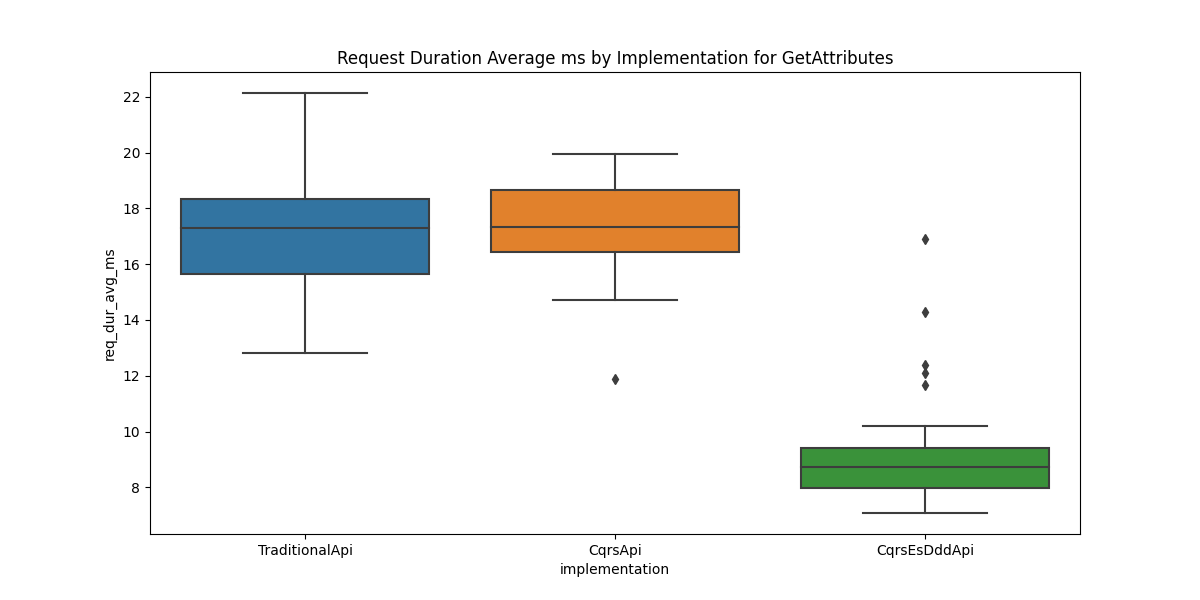 Request Duration Average ms by Implementation for GetAttributes
22
20
18
16
14
12
10
8
req_dur_avg_ms
TraditionalApi
CqrsApi
CqrsEsDddApi
implementation